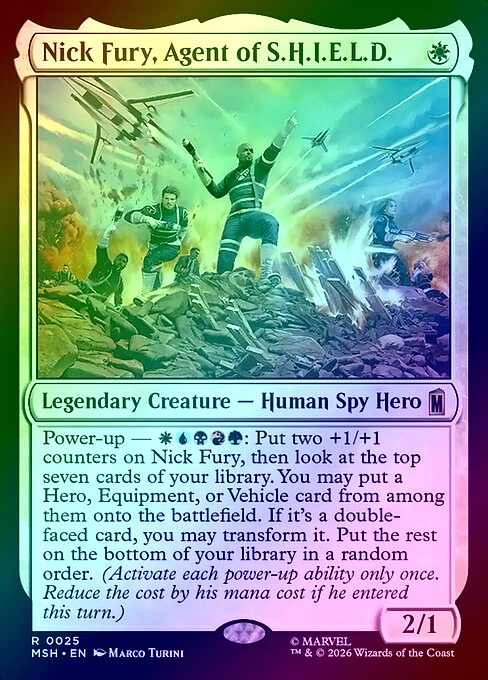 Nick Fury, Agent of S.H.I.E.L.D.
Legendary Creature — Human Spy Hero
Power-up — : Put two +1/+1
counters on Nick Fury, then look at the top
seven cards of your library. You may put a
Hero, Equipment, or Vehicle card from among
them onto the battlefield. If it's a double-
faced card, you may transform it. Put the rest
on the bottom of your library in a random
order. (Activate each power-up ability only once.
Reduce the cost by his mana cost if he entered
this turn.)
2/1
R 0025
MSH • EN Marco Turini
© MARVEL
™ & © 2026 Wizards of the Coast